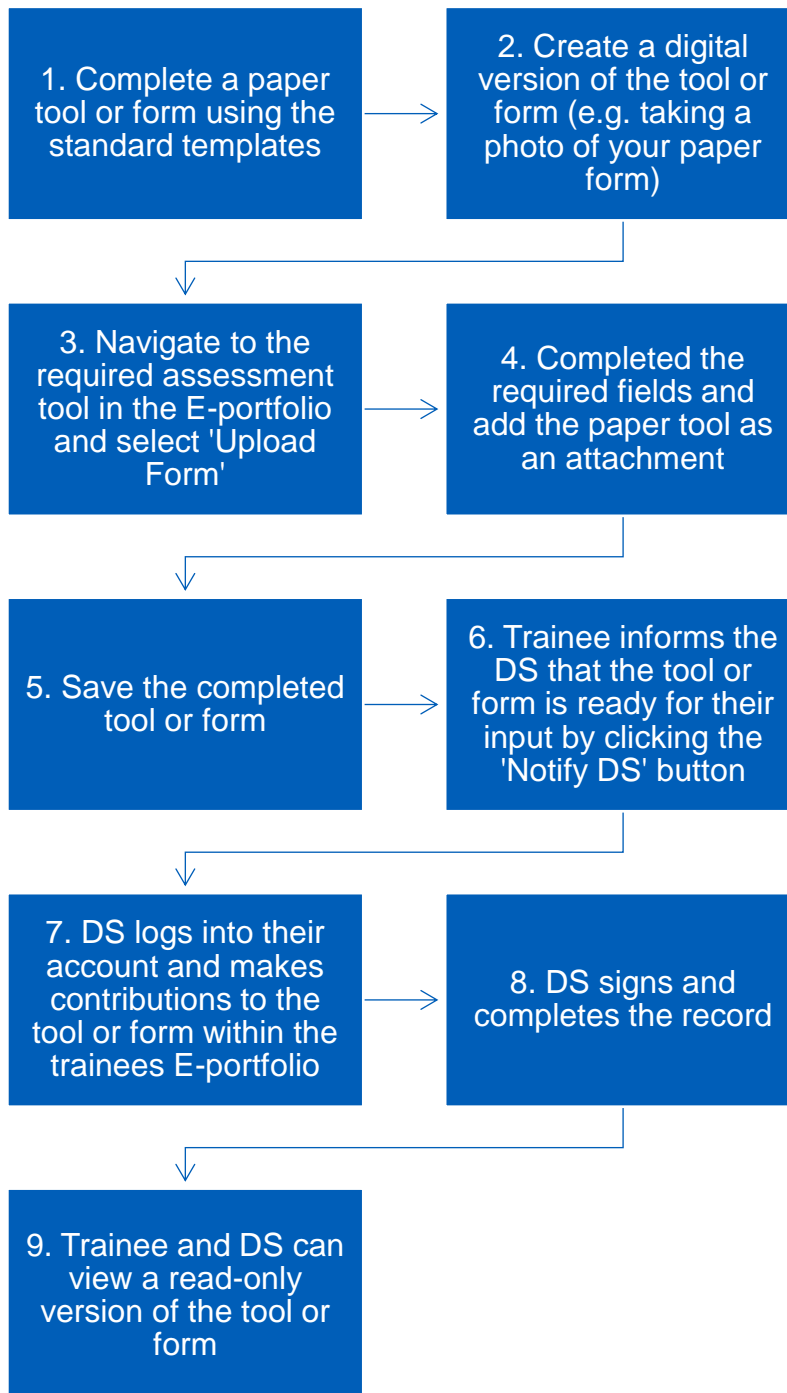 1. Complete a paper
tool or form using the
standard templates
2. Create a digital
version of the tool or
form (e.g. taking a
photo of your paper
form)
3. Navigate to the
required assessment
tool in the E-portfolio
and select 'Upload
Form'
4. Completed the
required fields and
add the paper tool as
an attachment
5. Save the completed
tool or form
6. Trainee informs the
DS that the tool or
form is ready for their
input by clicking the
'Notify DS' button
7. DS logs into their
account and makes
contributions to the
tool or form within the
trainees E-portfolio
8. DS signs and
completes the record
9. Trainee and DS can
view a read-only
version of the tool or
form